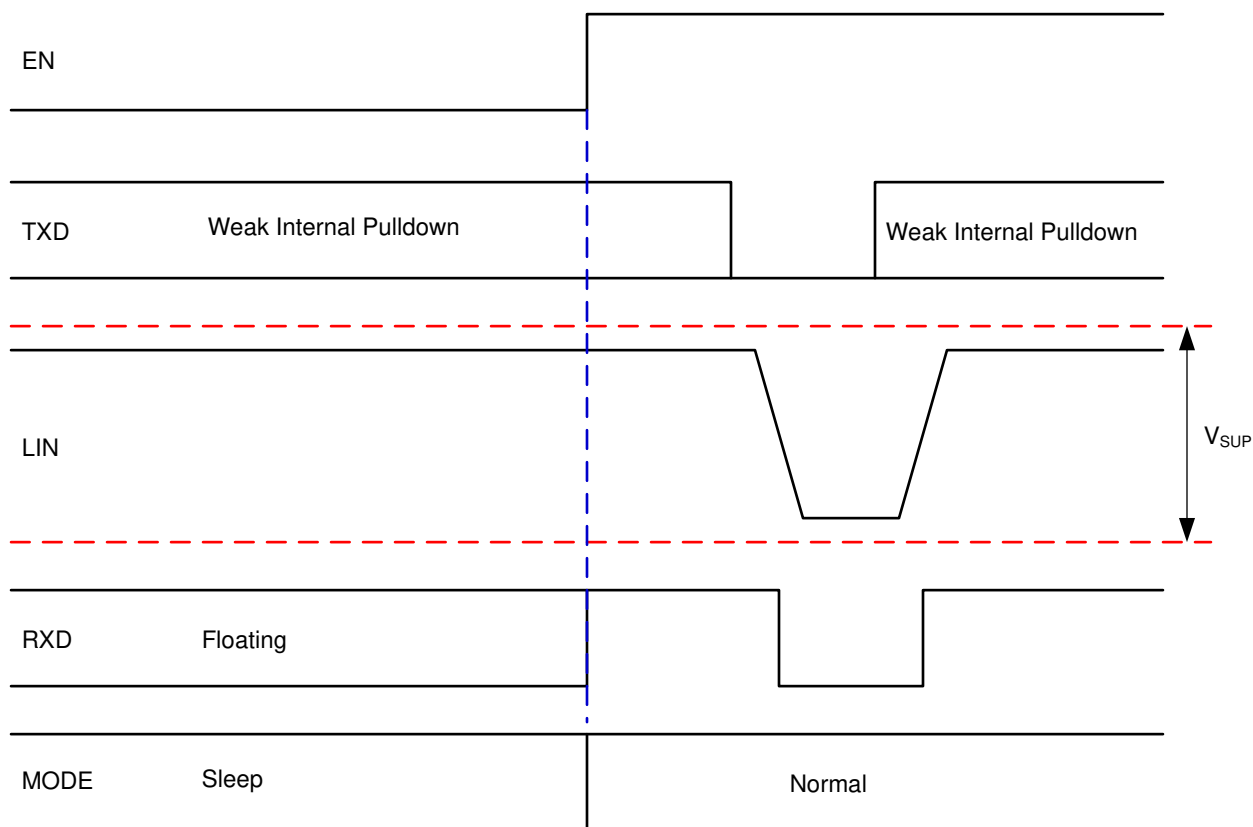 EN
TXD
Weak Internal Pulldown
Weak Internal Pulldown
LIN
VSUP
RXD
Floating
MODE
Sleep
Normal